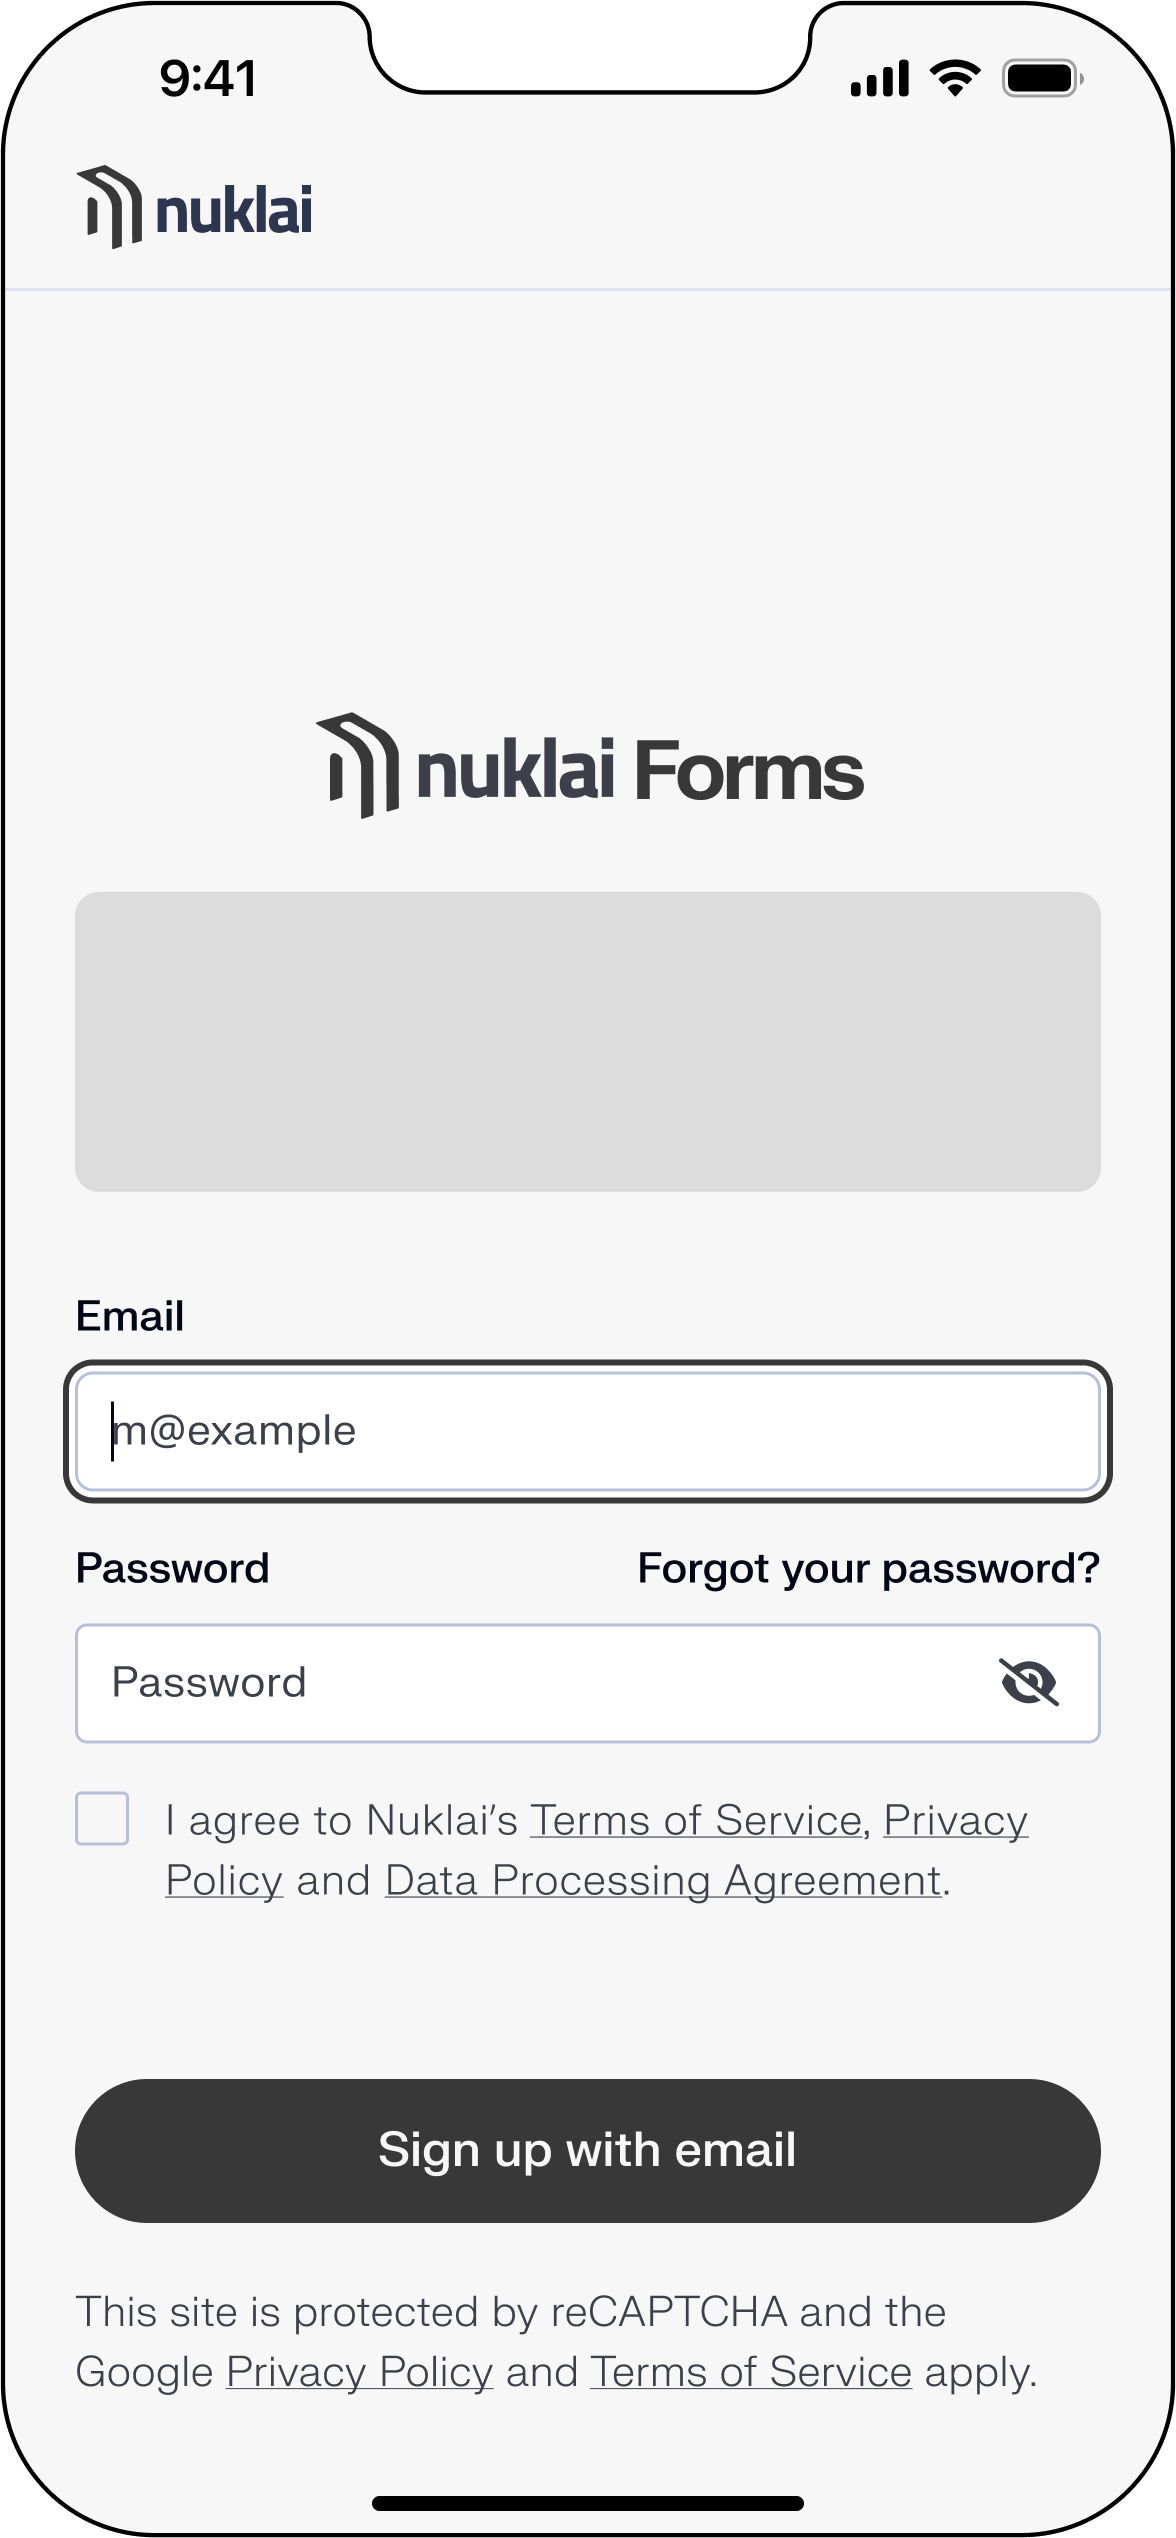 9:41
nuklai
nuklai Forms
Email
m@example
Password Forgot your password?
Password
I agree to Nuklai’s Terms of Service, Privacy
Policy and Data Processing Agreement.
Sign up with email
This site is protected by reCAPTCHA and the
Google Privacy Policy and Terms of Service apply.